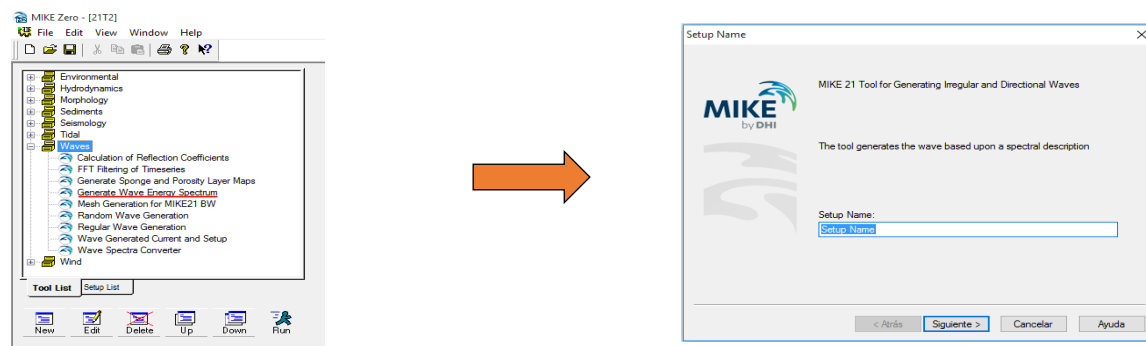 MIKE Zero - [21T2]
File Edit View Window Help
Environmental
Hydrodynamics
Morphology
Sediments
Seismology
Tidal
Waves
Calculation of Reflection Coefficients
FFT Filtering of Timeseries
Generate Sponge and Porosity Layer Maps
Generate Wave Energy Spectrum
Mesh Generation for MIKE21 BW
Random Wave Generation
Regular Wave Generation
Wave Generated Current and Setup
Wave Spectra Converter
Wind
Tool List Setup List
New Edit Delete Up Down Run
Setup Name
MIKE 21 Tool for Generating Irregular and Directional Waves
MIKE
by DHI
The tool generates the wave based upon a spectral description
Setup Name:
Setup Name
< Atrás Siguiente > Cancelar Ayuda